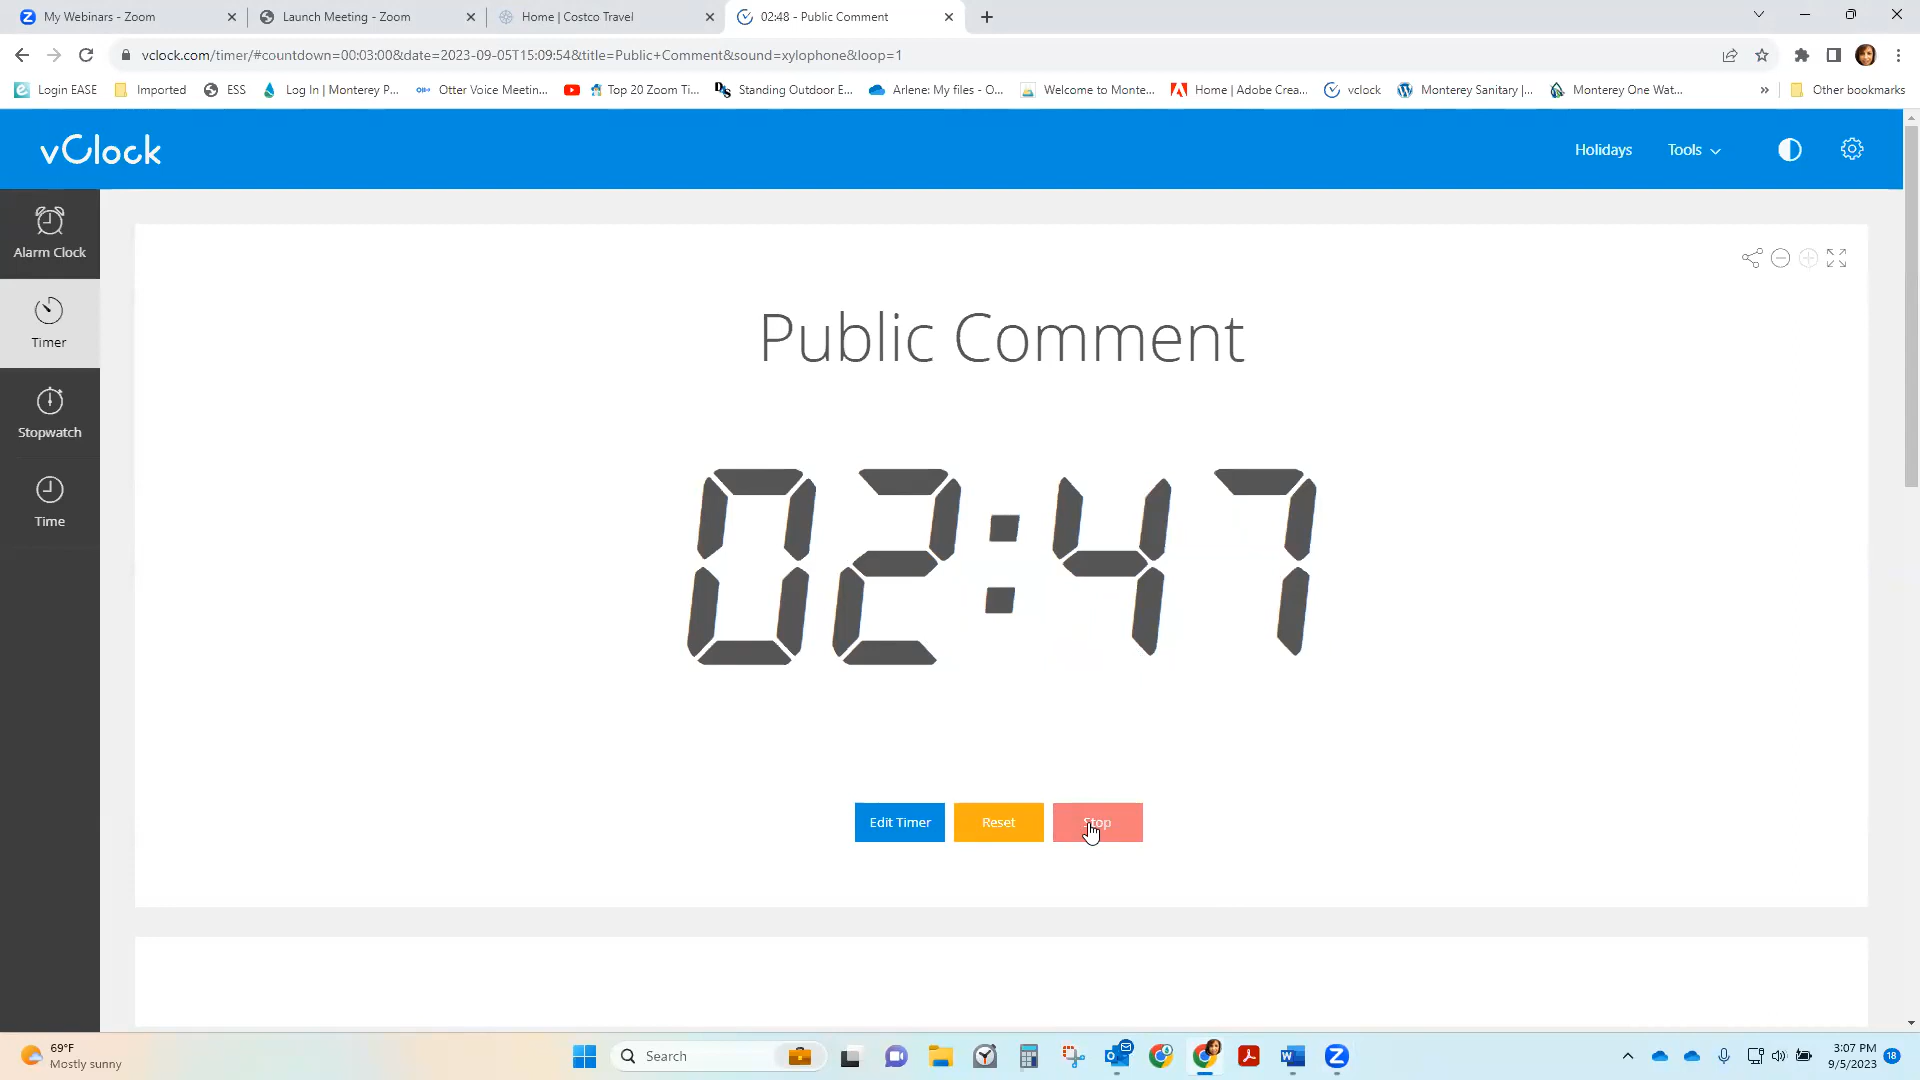 My Webinars - Zoom
Launch Meeting - Zoom
Home | Costco Travel
02:48 - Public Comment
vclock.com/timer/#countdown=00:03:00&date=2023-09-05T15:09:54&title=Public+Comment&sound=xylophone&loop=1
Login EASE
Imported
ESS
Log In | Monterey P...
Otter Voice Meetin...
Top 20 Zoom Ti...
Standing Outdoor E...
Arlene: My files - O...
Welcome to Monte...
Home | Adobe Crea...
vclock
Monterey Sanitary |...
Monterey One Wat...
»
Other bookmarks
vClock
Holidays
Tools
Alarm Clock
Timer
Stopwatch
Time
Public Comment
02:47
Edit Timer
Reset
Stop
69°F
Mostly sunny
Search
3:07 PM
9/5/2023
18